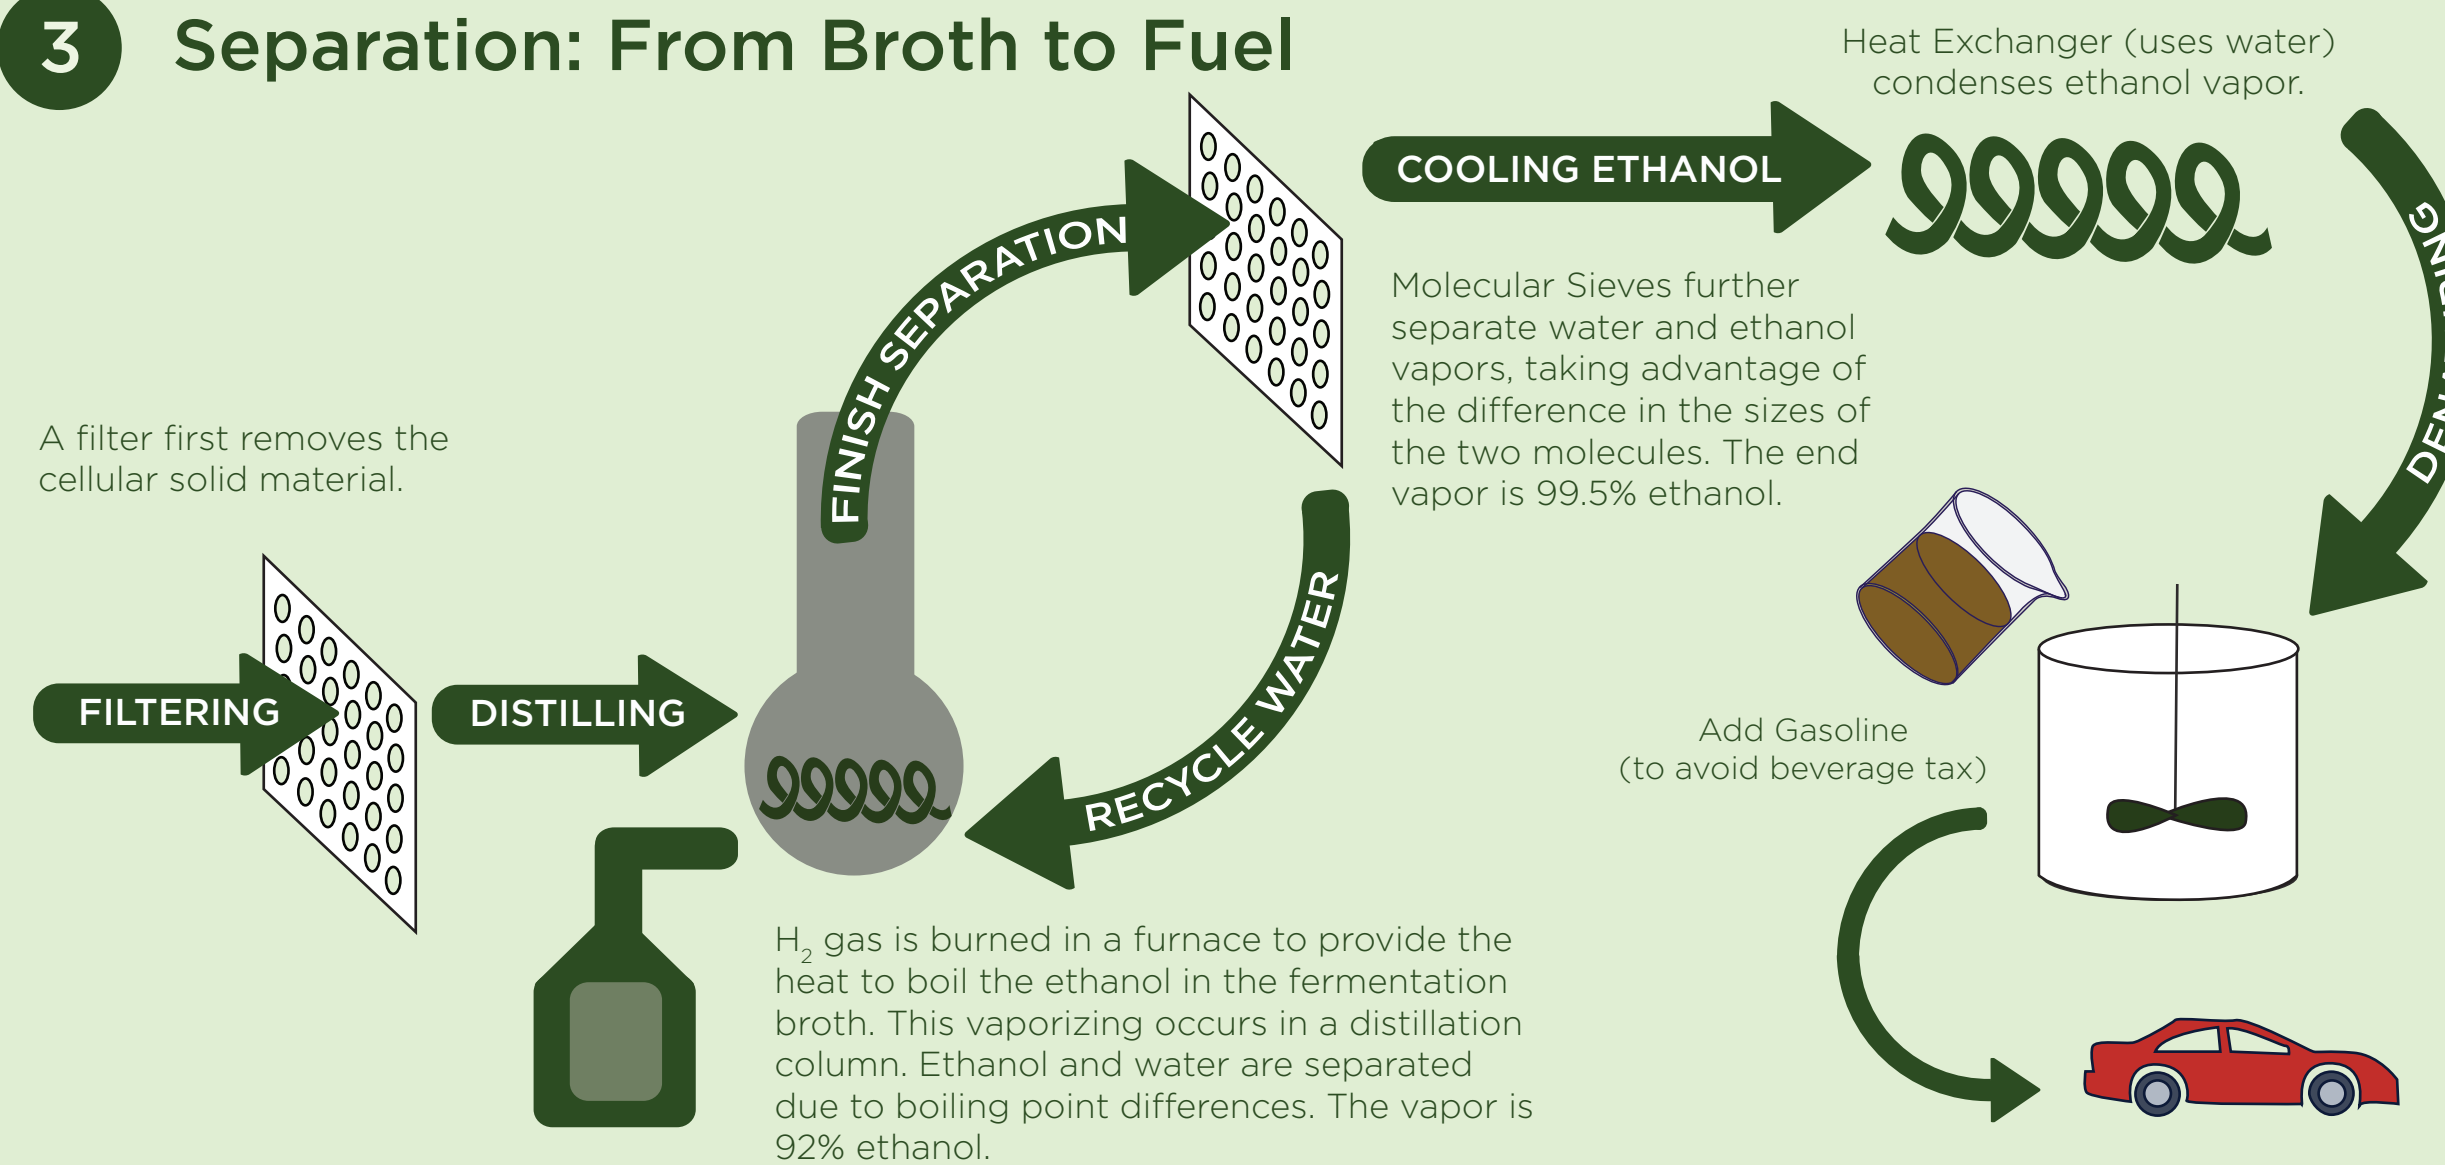 3
Separation: From Broth to Fuel
Heat Exchanger (uses water)
condenses ethanol vapor.
COOLING ETHANOL
FINISH SEPARATION
Molecular Sieves further
separate water and ethanol
vapors, taking advantage of
the difference in the sizes of
the two molecules. The end
vapor is 99.5% ethanol.
A filter first removes the
cellular solid material.
FILTERING
DISTILLING
RECYCLE WATER
Add Gasoline
(to avoid beverage tax)
H₂ gas is burned in a furnace to provide the
heat to boil the ethanol in the fermentation
broth. This vaporizing occurs in a distillation
column. Ethanol and water are separated
due to boiling point differences. The vapor is
92% ethanol.